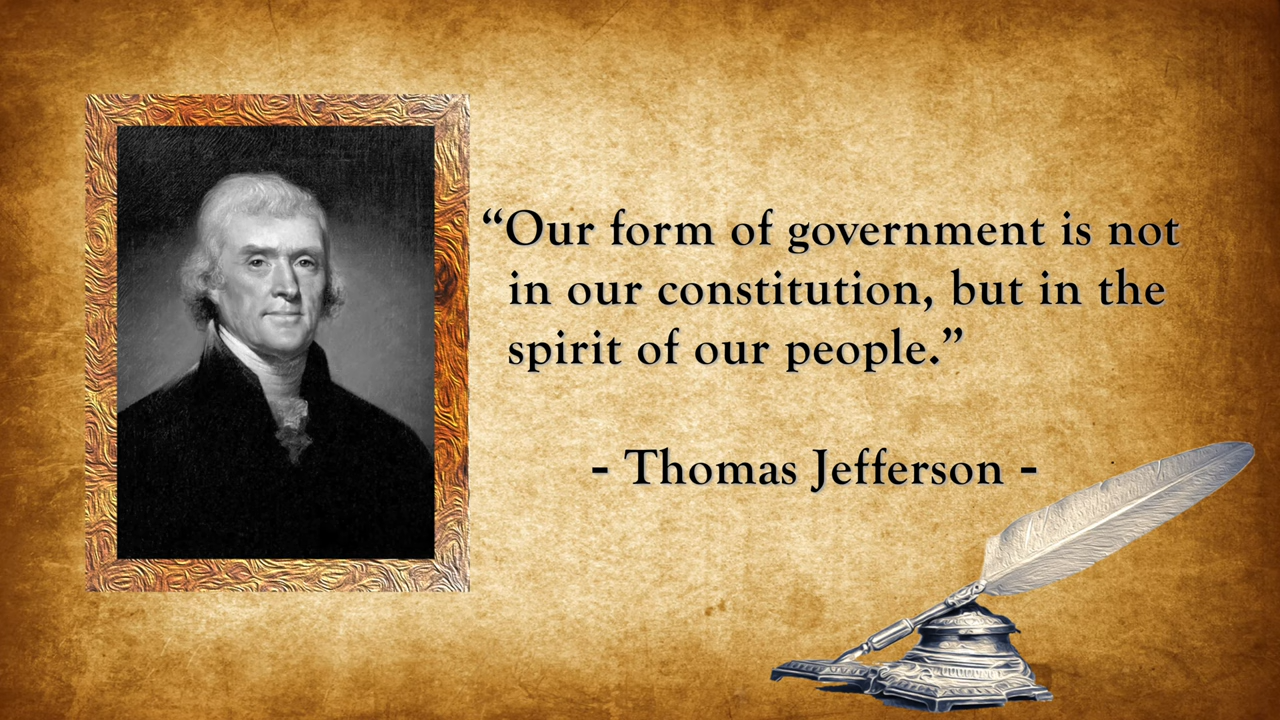 “Our form of government is not
in our constitution, but in the
spirit of our people.”
- Thomas Jefferson -